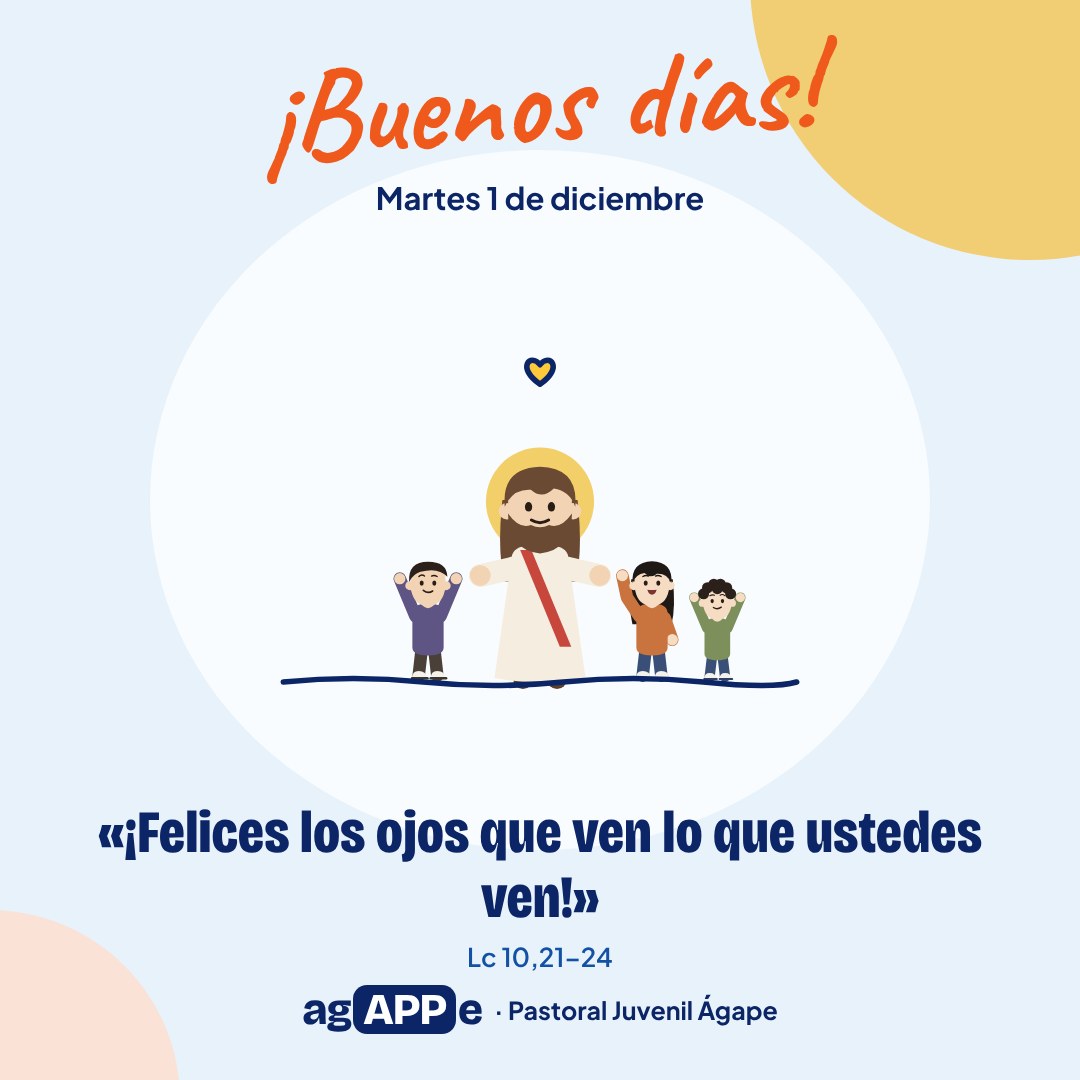 ¡Buenos días!
Martes 1 de diciembre
«¡Felices los ojos que ven lo que ustedes
ven!»
Lc 10,21–24
agAPPe · Pastoral Juvenil Ágape